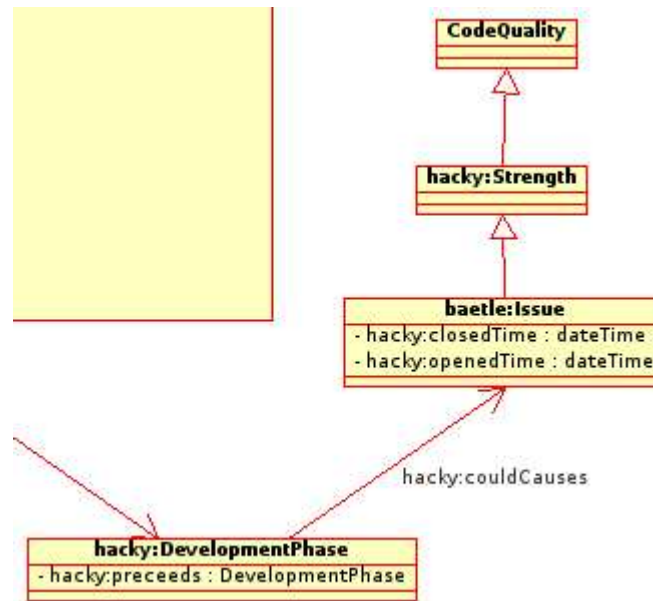 CodeQuality
hacky:Strength
baetle:Issue
- hacky:closedTime : dateTime
- hacky:openedTime : dateTime
hacky:couldCauses
hacky:DevelopmentPhase
- hacky:preceeds : DevelopmentPhase